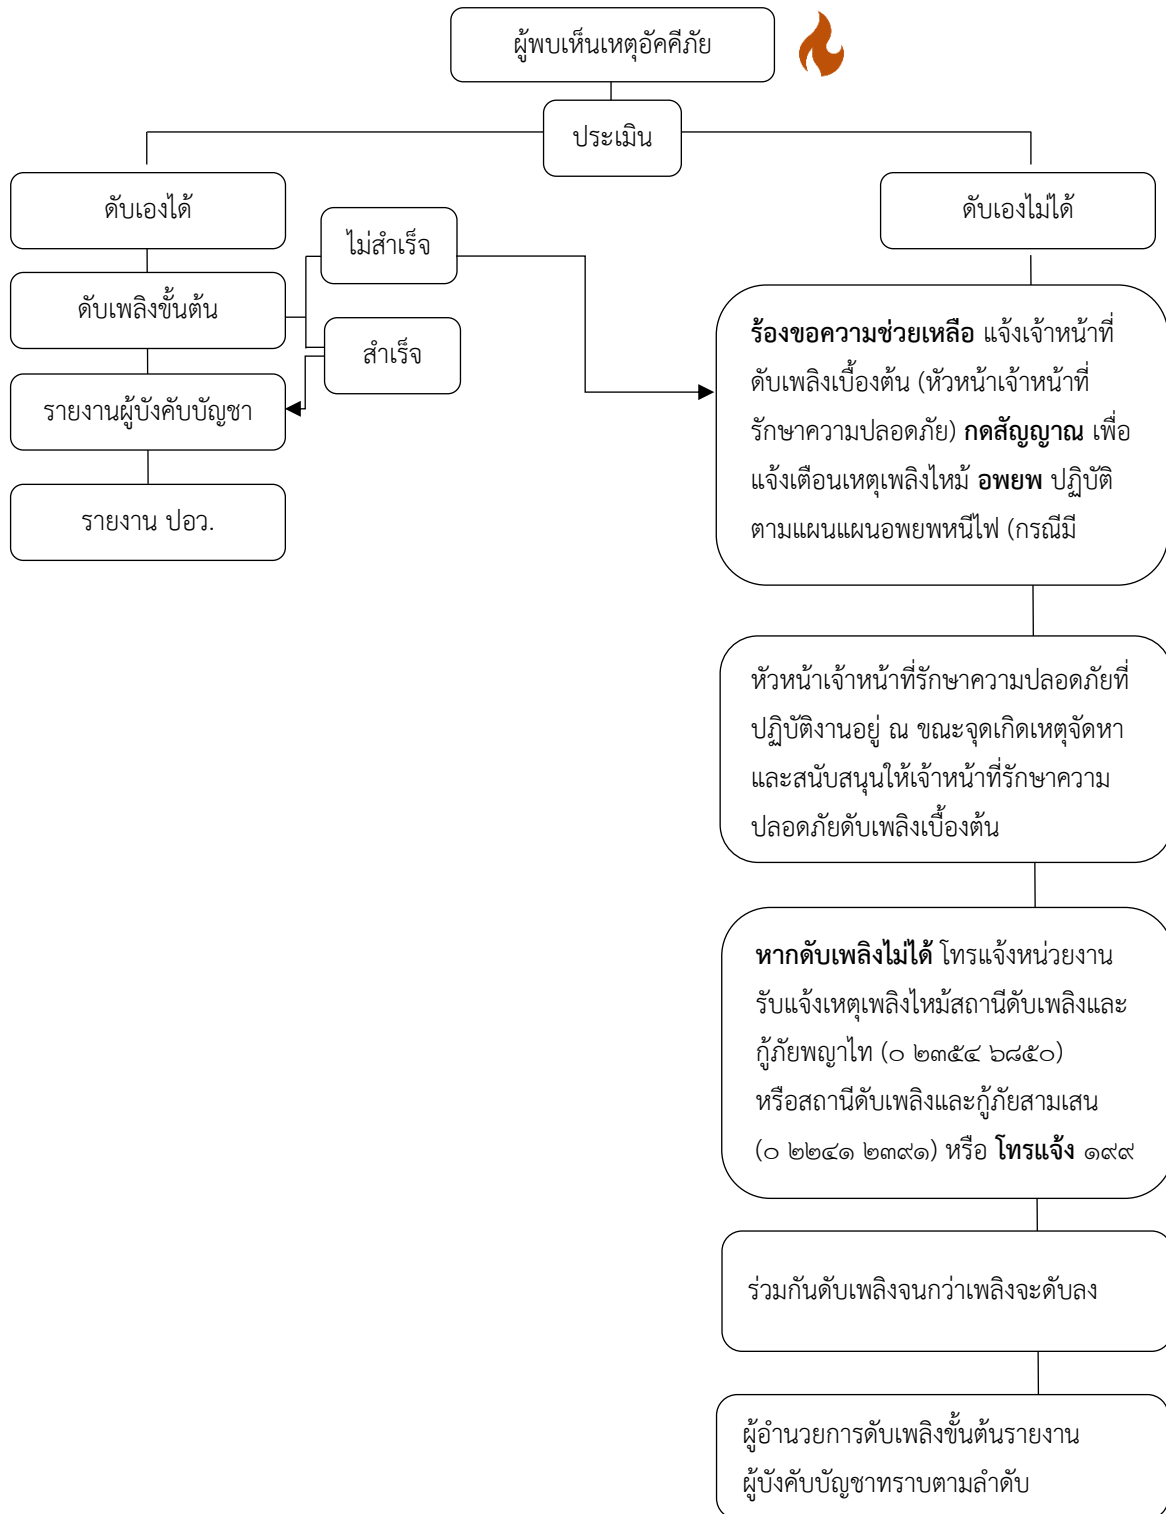 ผู้พบเห็นเหตุอัคคีภัย
ประเมิน
ดับเองได้
ดับเองไม่ได้
ไม่สำเร็จ
ดับเพลิงขั้นต้น
สำเร็จ
รายงานผู้บังคับบัญชา
รายงาน ปอว.
ร้องขอความช่วยเหลือ แจ้งเจ้าหน้าที่
ดับเพลิงเบื้องต้น (หัวหน้าเจ้าหน้าที่
รักษาความปลอดภัย) กดสัญญาณ เพื่อ
แจ้งเตือนเหตุเพลิงไหม้ อพยพ ปฏิบัติ
ตามแผนแผนอพยพหนีไฟ (กรณีมี
หัวหน้าเจ้าหน้าที่รักษาความปลอดภัยที่
ปฏิบัติงานอยู่ ณ ขณะจุดเกิดเหตุจัดหา
และสนับสนุนให้เจ้าหน้าที่รักษาความ
ปลอดภัยดับเพลิงเบื้องต้น
หากดับเพลิงไม่ได้ โทรแจ้งหน่วยงาน
รับแจ้งเหตุเพลิงไหม้สถานีดับเพลิงและ
กู้ภัยพญาไท (๐ ๒๓๕๔ ๖๘๕๐)
หรือสถานีดับเพลิงและกู้ภัยสามเสน
(๐ ๒๒๔๑ ๒๓๙๑) หรือ โทรแจ้ง ๑๙๙
ร่วมกันดับเพลิงจนกว่าเพลิงจะดับลง
ผู้อำนวยการดับเพลิงขั้นต้นรายงาน
ผู้บังคับบัญชาทราบตามลำดับ